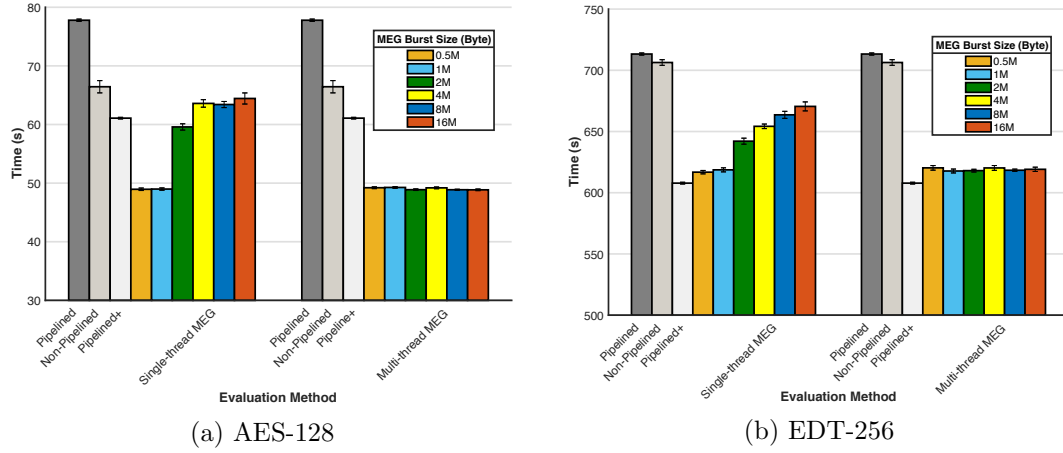 80
70
60
50
40
30
Time (s)
MEG Burst Size (Byte)
0.5M
1M
2M
4M
8M
16M
Pipelined
Non-Pipelined
Pipelined+
Single-thread MEG
Pipelined
Non-Pipelined
Pipeline+
Multi-thread MEG
Evaluation Method
(a) AES-128
750
700
650
600
550
500
Time (s)
MEG Burst Size (Byte)
0.5M
1M
2M
4M
8M
16M
Pipelined
Non-Pipelined
Pipelined+
Single-thread MEG
Pipelined
Non-Pipelined
Pipeline+
Multi-thread MEG
Evaluation Method
(b) EDT-256